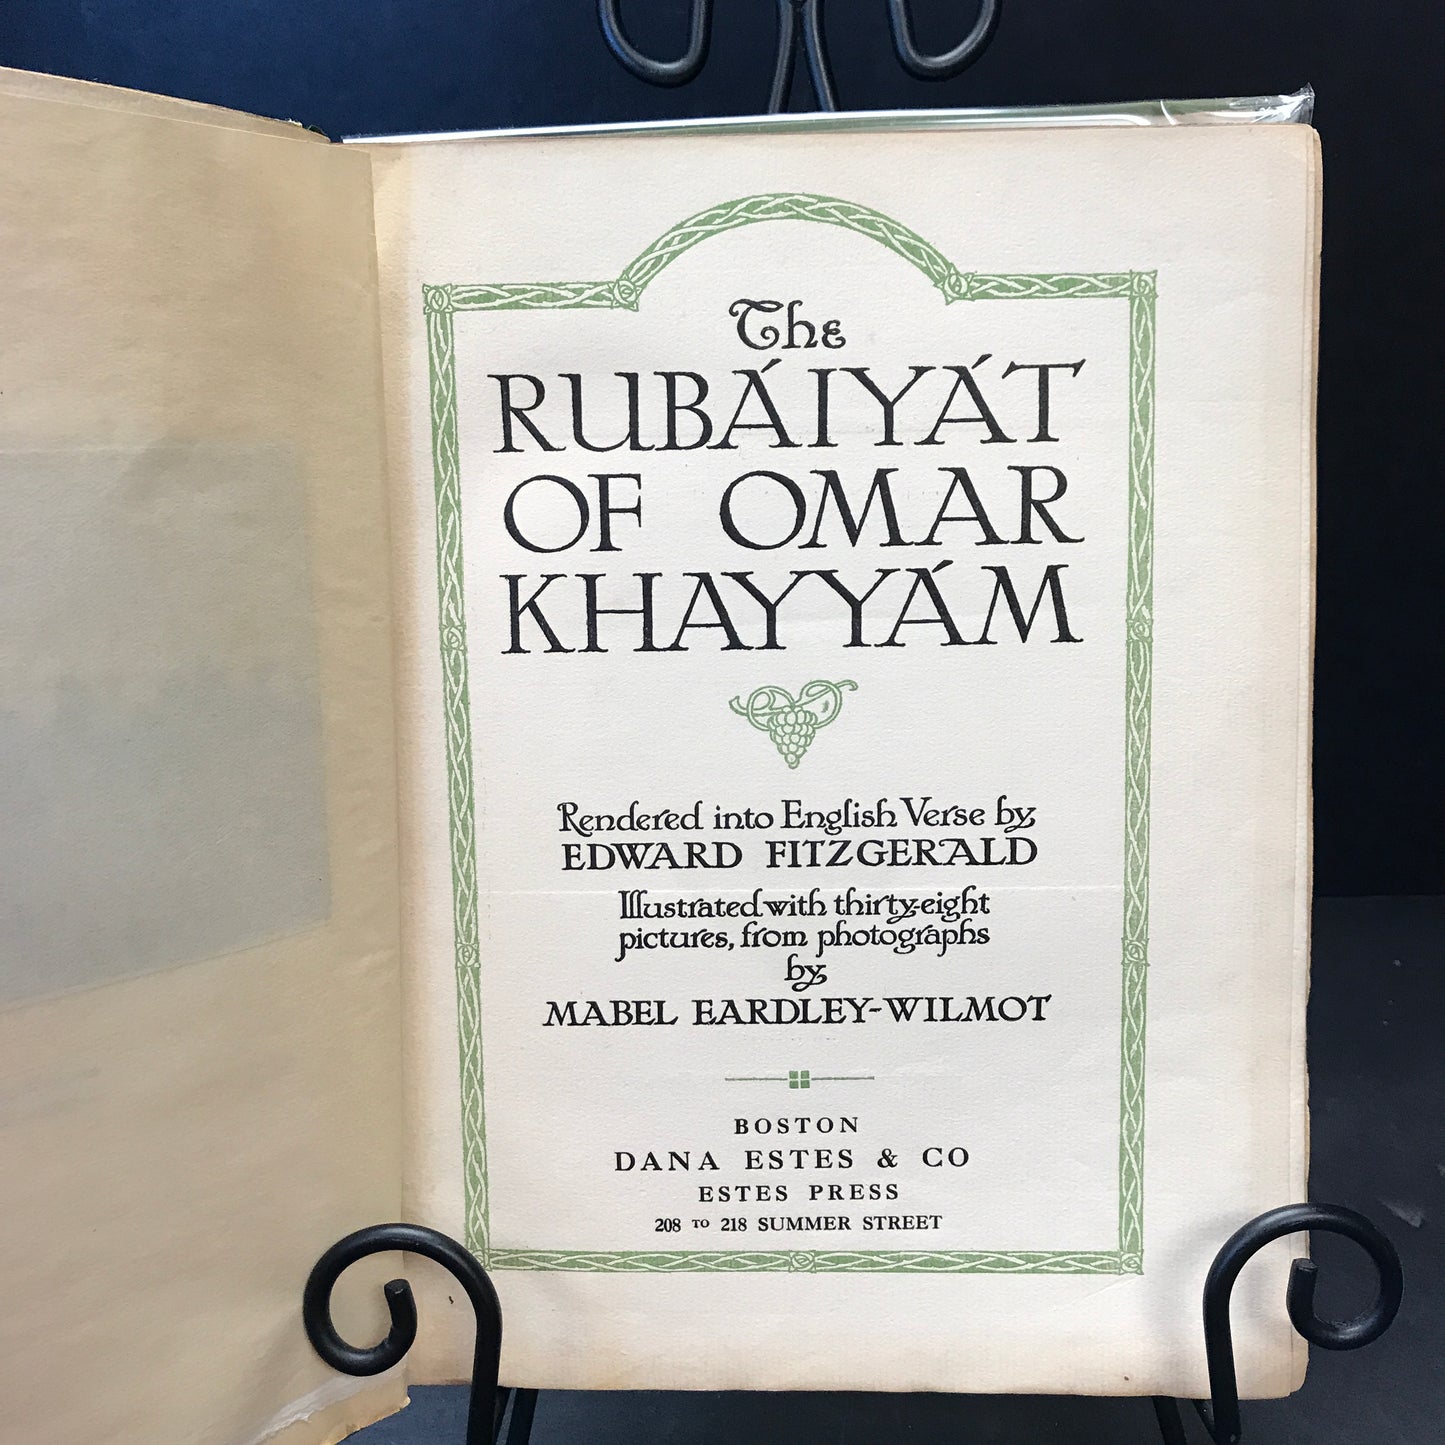 The
RUBÁIYÁT
OF OMAR
KHAYYÁM
Rendered into English Verse by
EDWARD FITZGERALD
Illustrated with thirty-eight
pictures, from photographs
by
MABEL EARDLEY-WILMOT
BOSTON
DANA ESTES & CO
ESTES PRESS
208 TO 218 SUMMER STREET